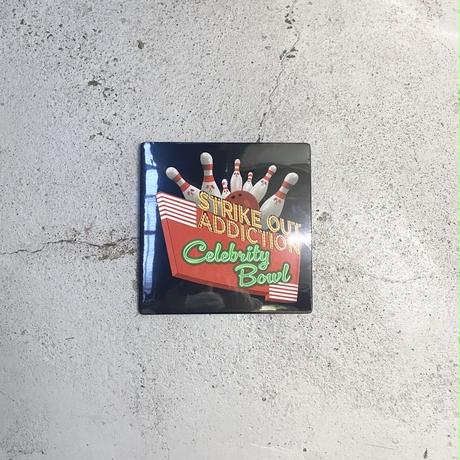 STRIKE OUT
ADDICTION
Celebrity
Bowl